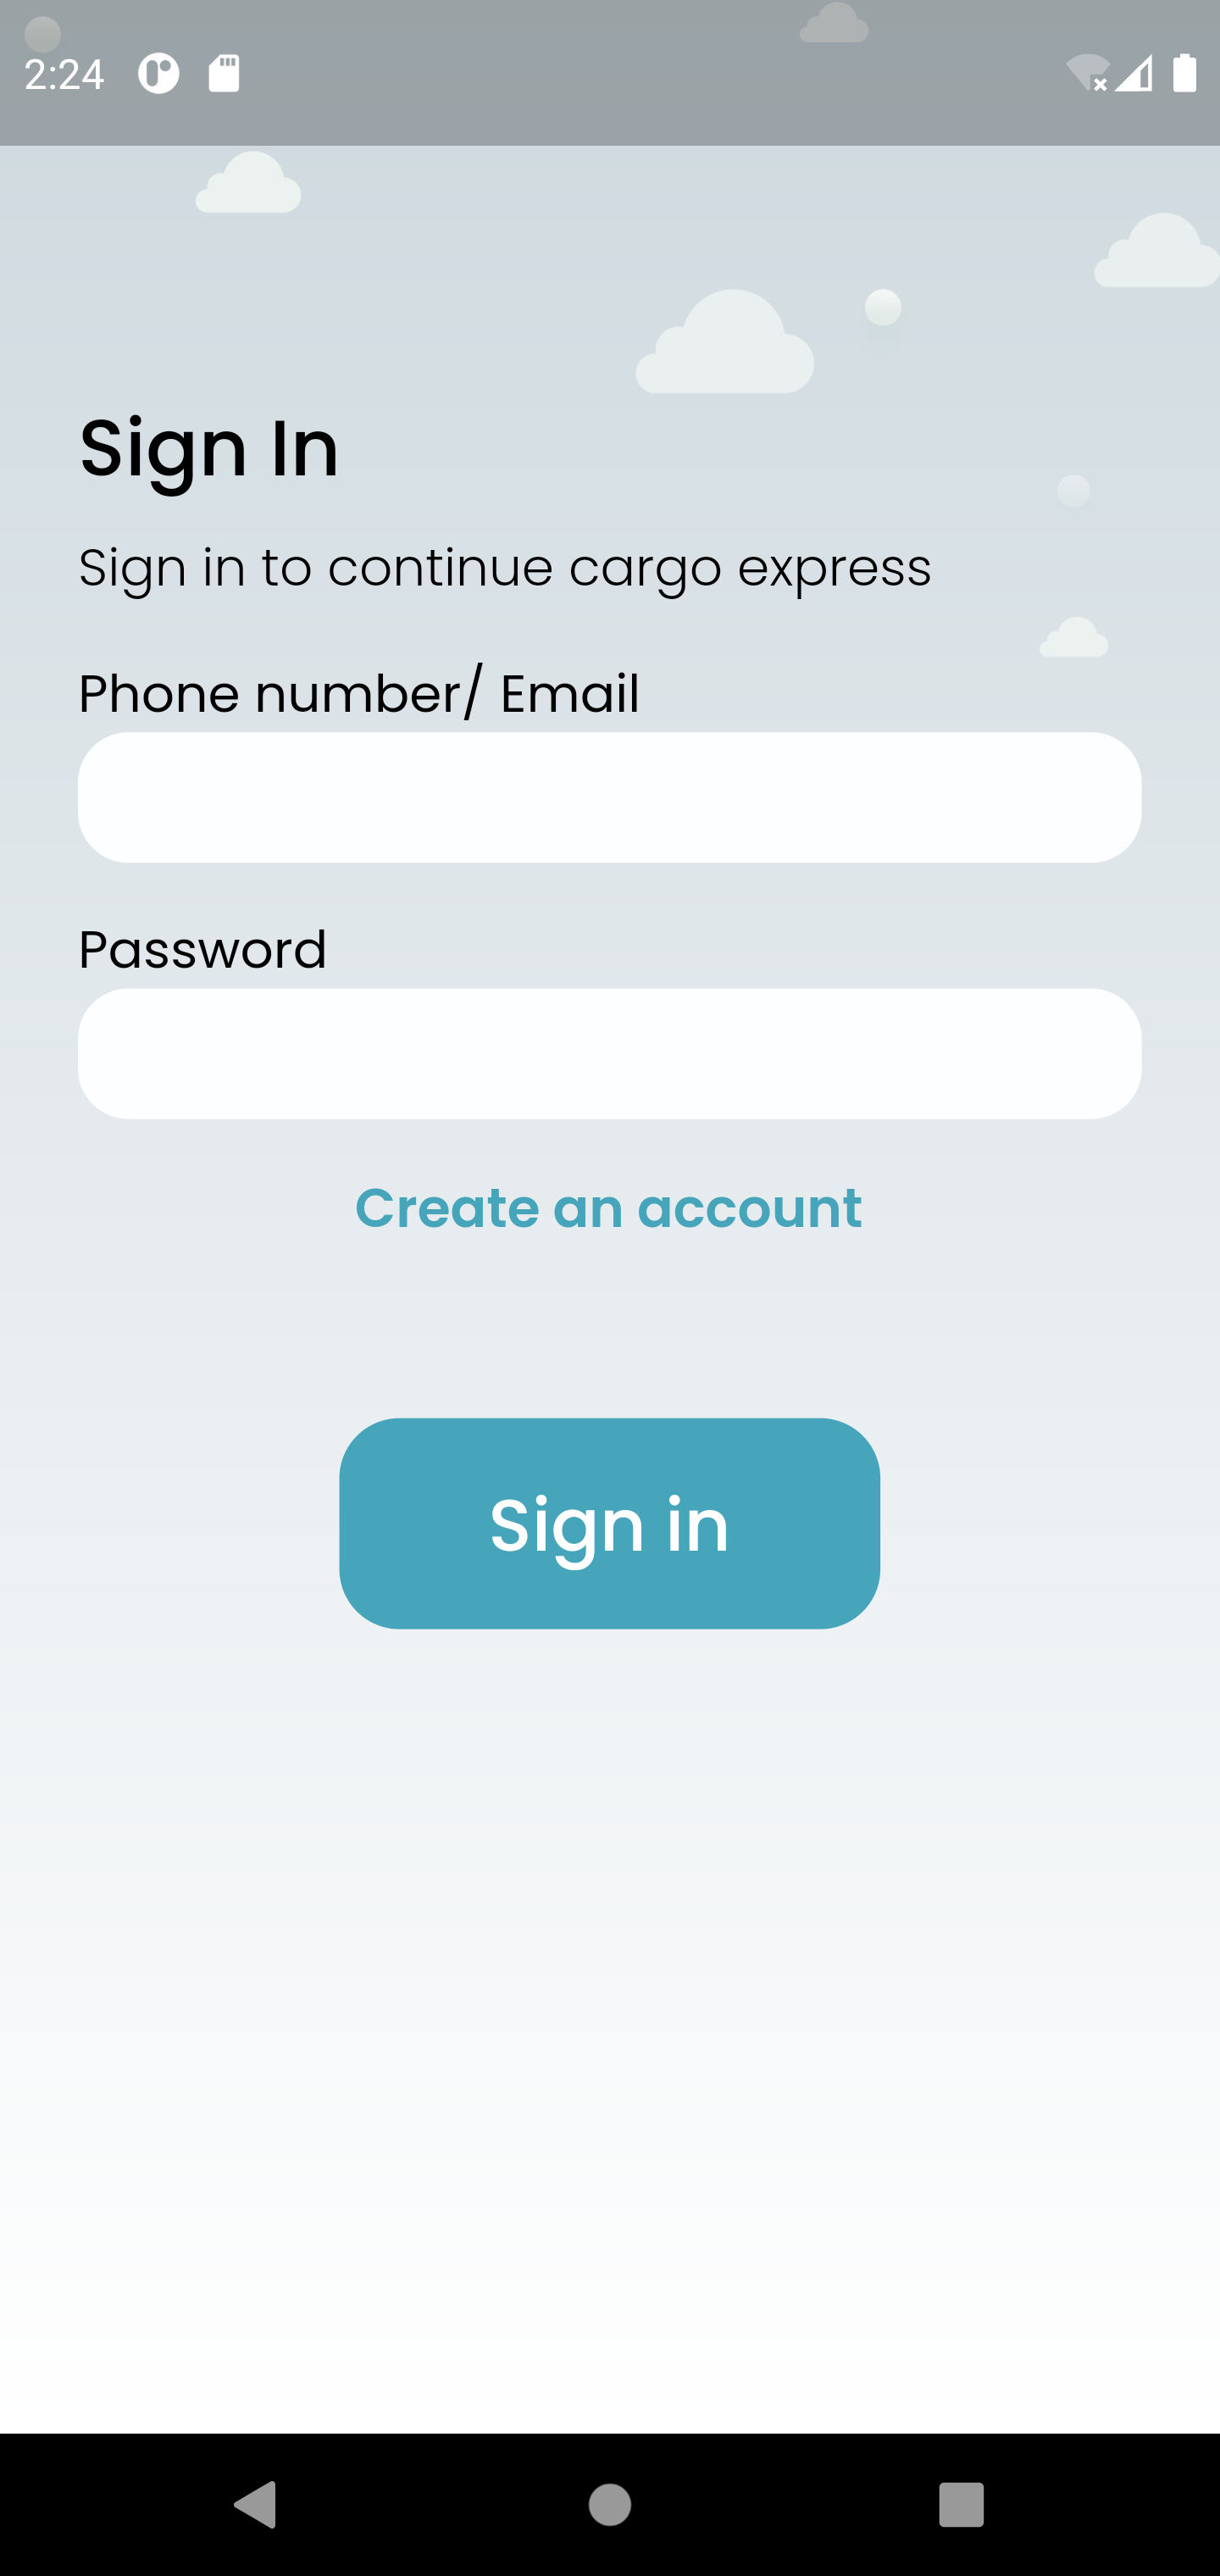 2:24
Sign In
Sign in to continue cargo express
Phone number/ Email
Password
Create an account
Sign in